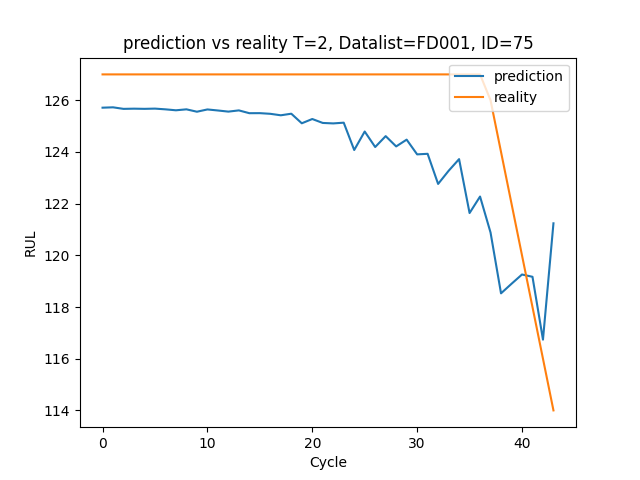 prediction vs reality T=2, Datalist=FD001, ID=75
prediction
reality
126
124
122
120
118
116
114
RUL
0 10 20 30 40
Cycle